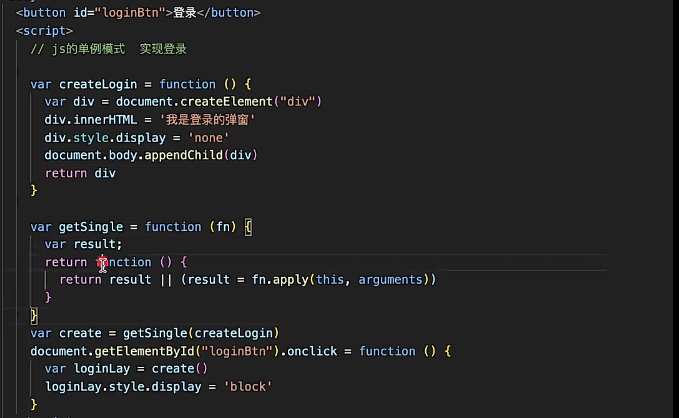 <button id="loginBtn">登录</button>
<script>
// js的单例模式  实现登录
var createLogin = function () {
var div = document.createElement("div")
div.innerHTML = '我是登录的弹窗'
div.style.display = 'none'
document.body.appendChild(div)
return div
}
var getSingle = function (fn) {
var result;
return function () {
return result || (result = fn.apply(this, arguments))
}
}
var create = getSingle(createLogin)
document.getElementById("loginBtn").onclick = function () {
var loginLay = create()
loginLay.style.display = 'block'
}